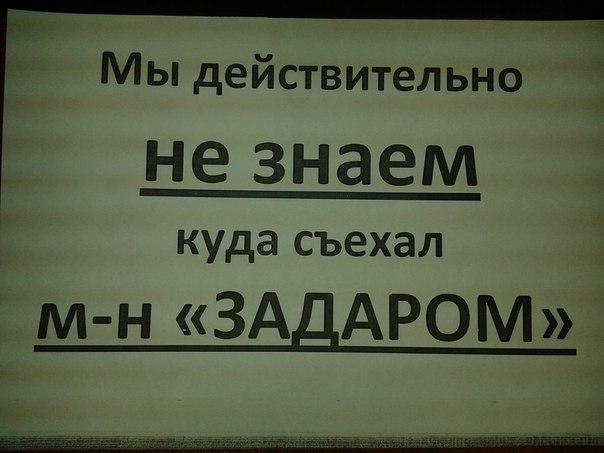 Мы действительно
не знаем
куда съехал
м-н «ЗАДАРОМ»